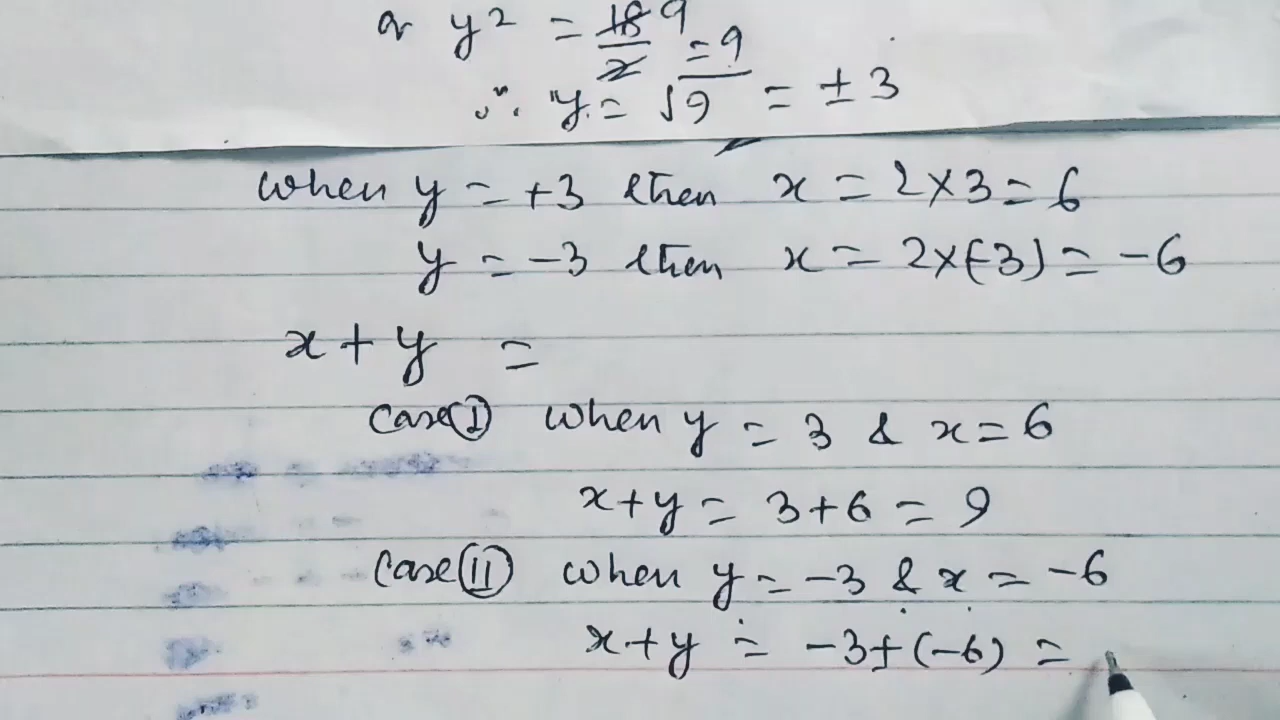 or y² = 18/2 9 = 9
∴ y = √9 = ± 3
when y = +3 then x = 2×3 = 6
y = -3 then x = 2×(-3) = -6
x + y =
Case (I) when y = 3 & x = 6
x+y = 3+6 = 9
Case (II) when y = -3 & x = -6
x+y = -3+(-6) =